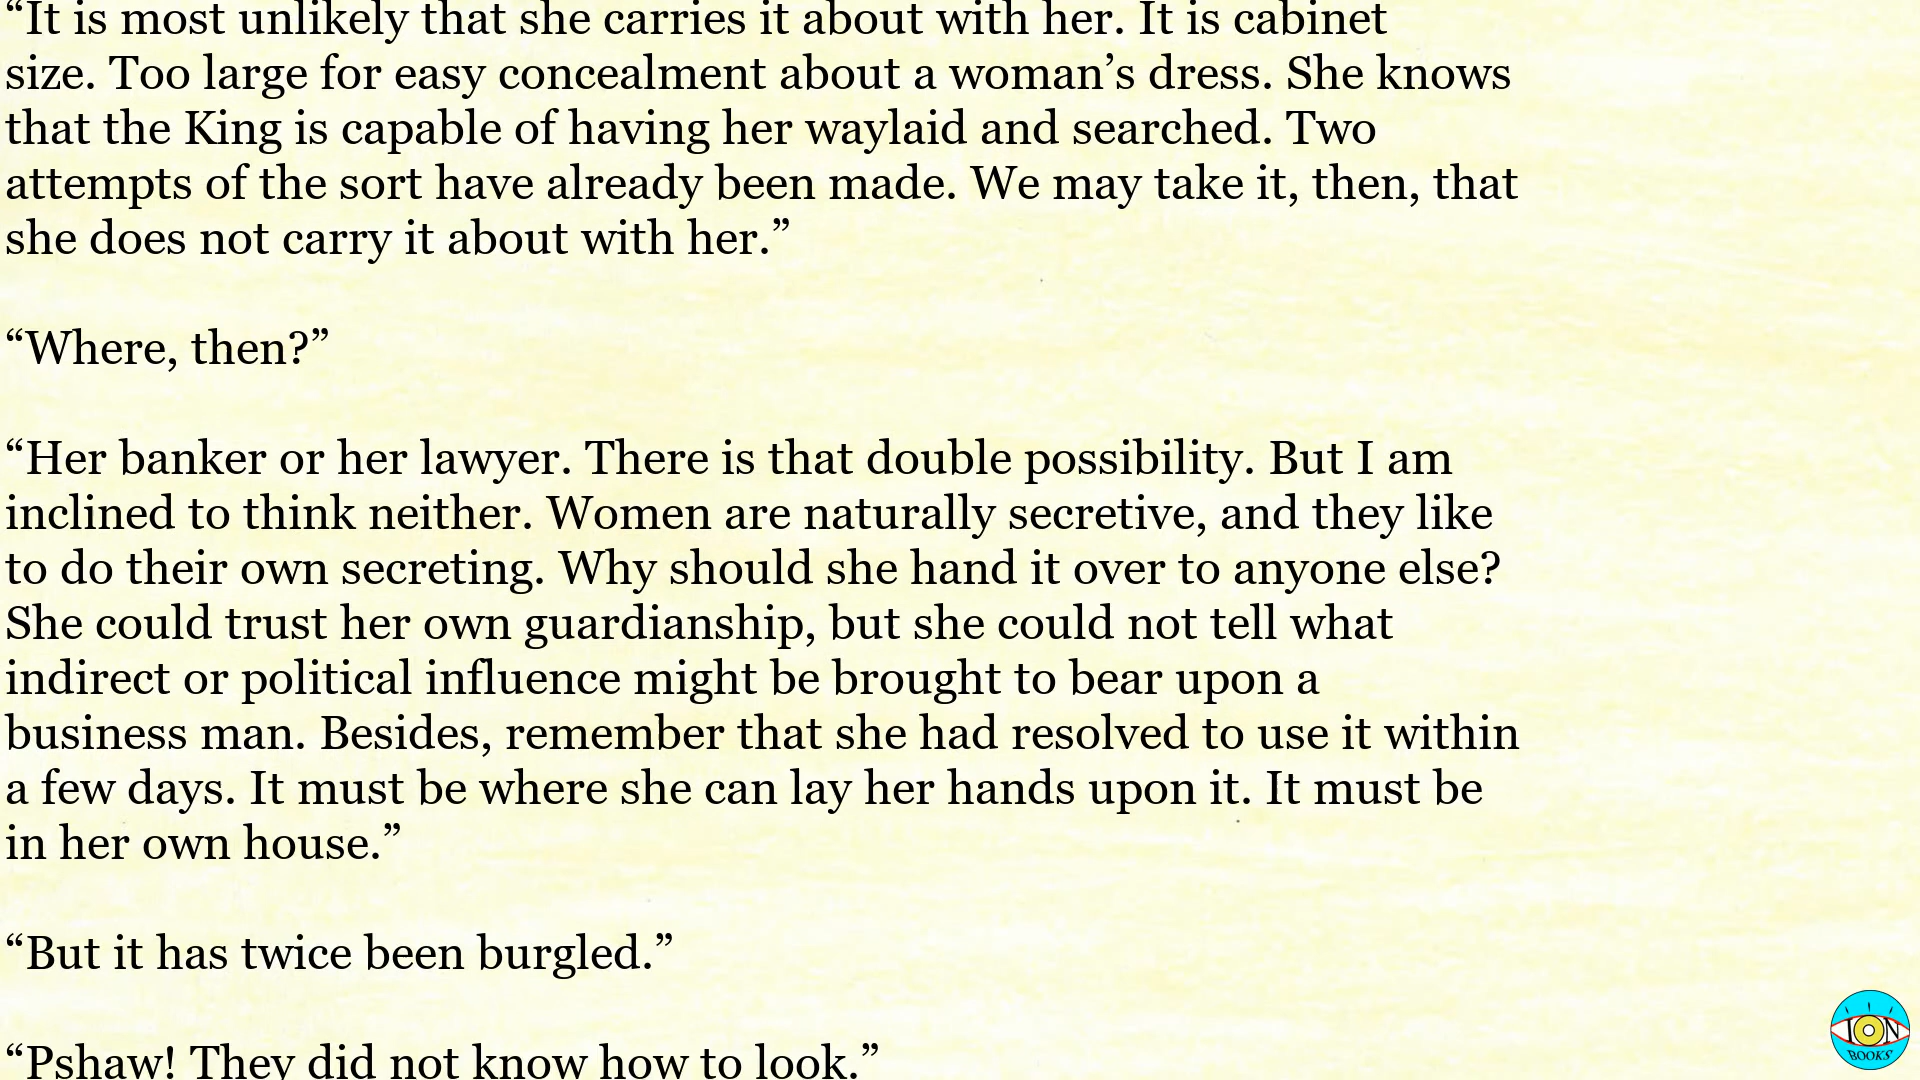 “It is most unlikely that she carries it about with her. It is cabinet
size. Too large for easy concealment about a woman’s dress. She knows
that the King is capable of having her waylaid and searched. Two
attempts of the sort have already been made. We may take it, then, that
she does not carry it about with her.”
“Where, then?”
“Her banker or her lawyer. There is that double possibility. But I am
inclined to think neither. Women are naturally secretive, and they like
to do their own secreting. Why should she hand it over to anyone else?
She could trust her own guardianship, but she could not tell what
indirect or political influence might be brought to bear upon a
business man. Besides, remember that she had resolved to use it within
a few days. It must be where she can lay her hands upon it. It must be
in her own house.”
“But it has twice been burgled.”
“Pshaw! They did not know how to look.”
ION
BOOKS